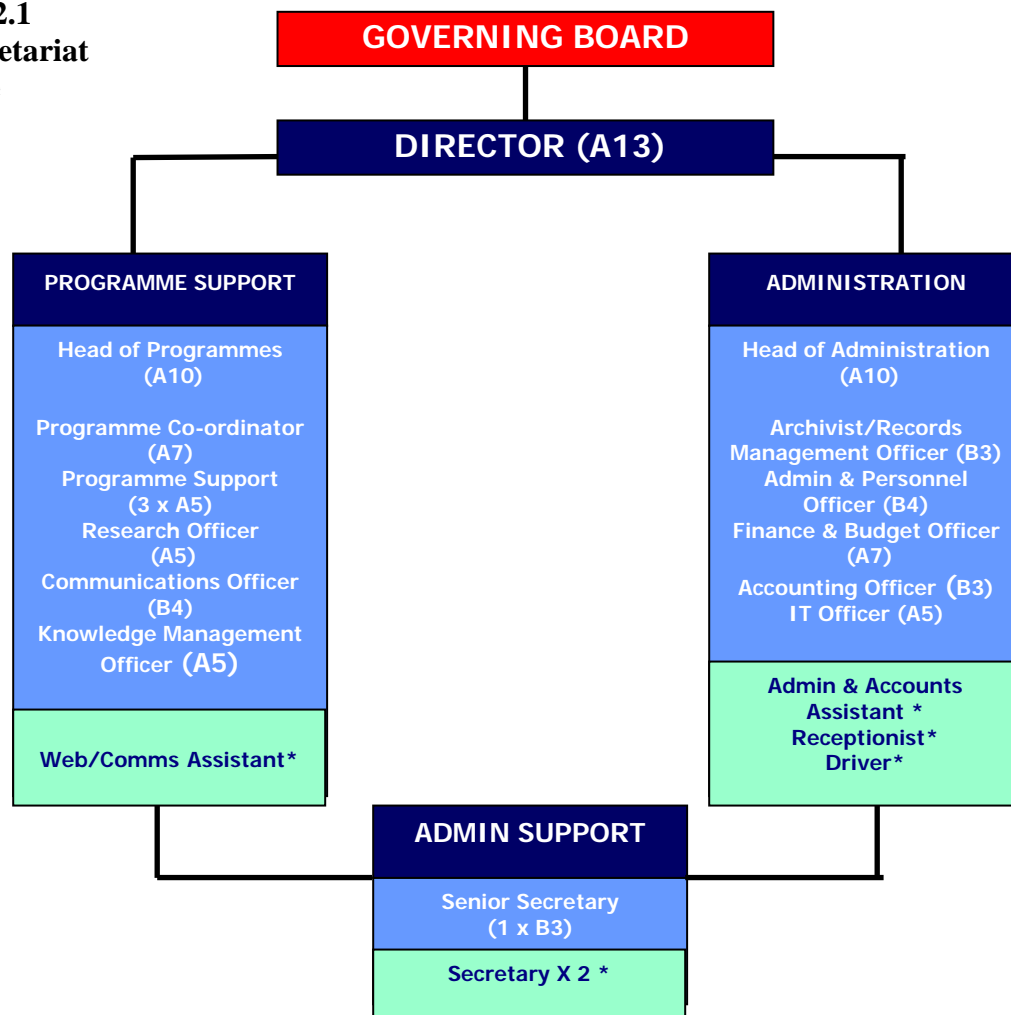 2.1
etariat
GOVERNING BOARD
DIRECTOR (A13)
PROGRAMME SUPPORT
Head of Programmes
(A10)
Programme Co-ordinator
(A7)
Programme Support
(3 x A5)
Research Officer
(A5)
Communications Officer
(B4)
Knowledge Management
Officer (A5)
Web/Comms Assistant*
ADMINISTRATION
Head of Administration
(A10)
Archivist/Records
Management Officer (B3)
Admin & Personnel
Officer (B4)
Finance & Budget Officer
(A7)
Accounting Officer (B3)
IT Officer (A5)
Admin & Accounts
Assistant *
Receptionist*
Driver*
ADMIN SUPPORT
Senior Secretary
(1 x B3)
Secretary X 2 *